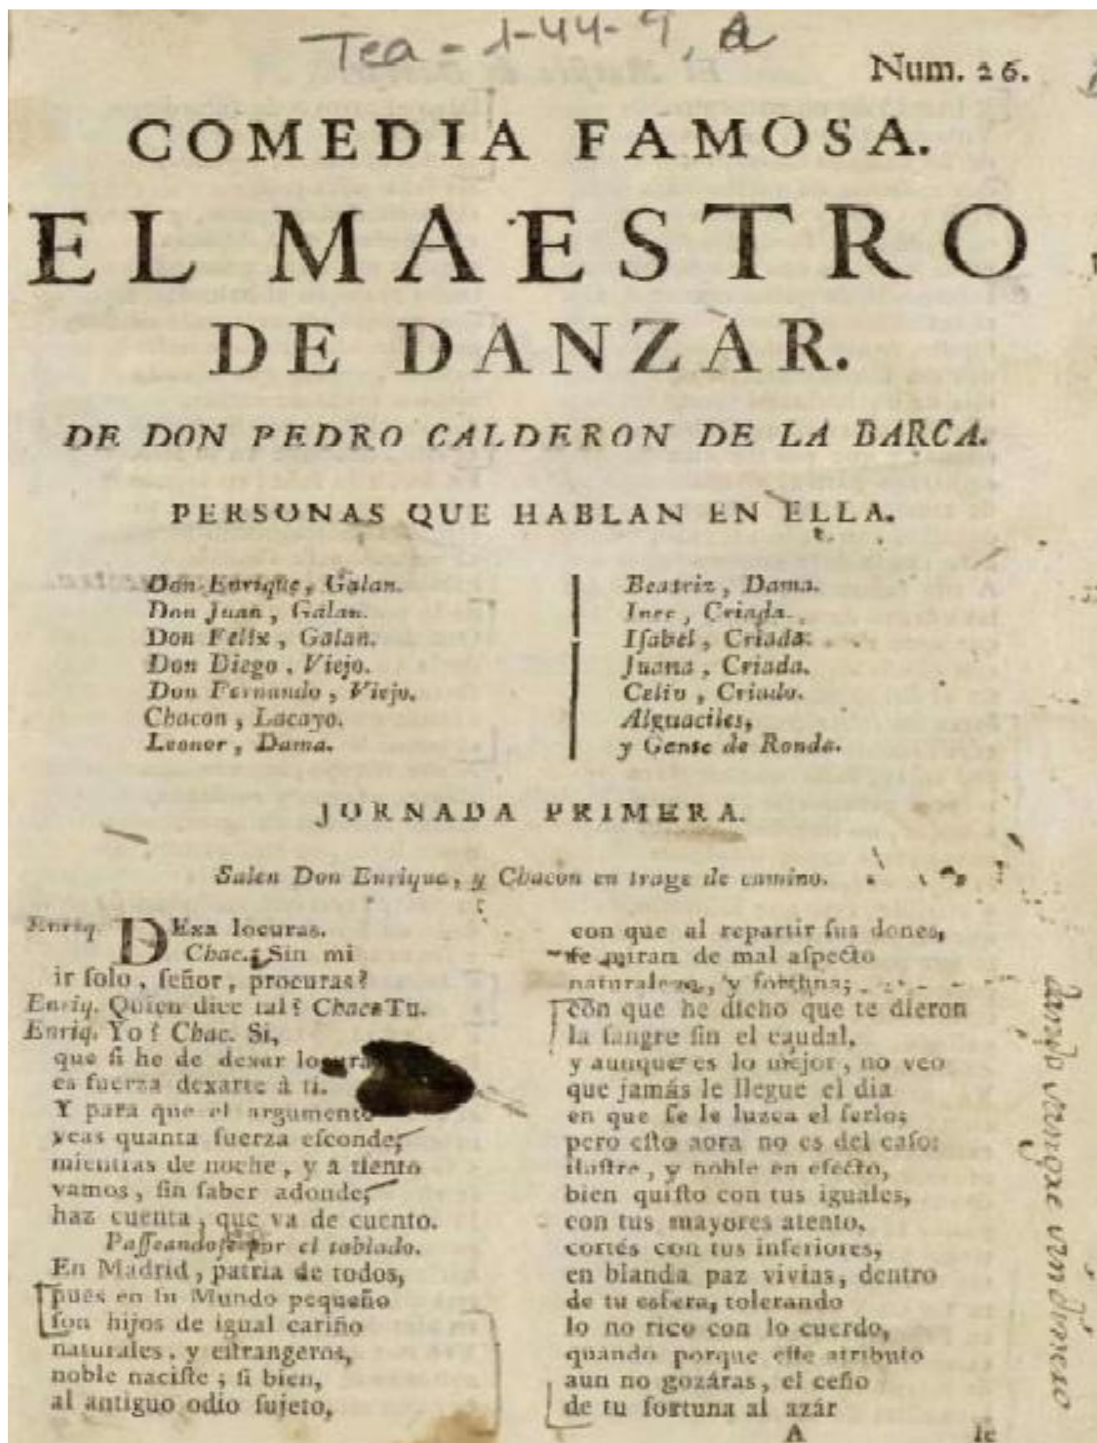 Tea - 1-44-9, a
Num. 26.
COMEDIA FAMOSA.
EL MAESTRO
DE DANZAR.
DE DON PEDRO CALDERON DE LA BARCA.
PERSONAS QUE HABLAN EN ELLA.
Don Enrique, Galan.
Don Juan, Galan.
Don Felix, Galan.
Don Diego, Viejo.
Don Fernando, Viejo.
Chacon, Lacayo.
Leonor, Dama.
Beatriz, Dama.
Ines, Criada.
Iſabel, Criada.
Juana, Criada.
Celio, Criado.
Alguaciles,
y Gente de Ronda.
JORNADA PRIMERA.
Salen Don Enrique, y Chacon en trage de camino.
Enriq. DExa locuras.
Chac. Sin mi
ir ſolo, ſeñor, procuras?
Enriq. Quien dice tal? Chac. Tu.
Enriq. Yo? Chac. Si,
que ſi he de dexar
es fuerza dexarte à ti.
Y para que el argumento
veas quanta fuerza eſconde,
mientras de noche, y a tiento
vamos, ſin ſaber adonde,
haz cuenta, que va de cuento.
Paſſeandoſe por el tablado.
En Madrid, patria de todos,
pues en ſu Mundo pequeño
ſon hijos de igual cariño
naturales, y eſtrangeros,
noble naciſte; ſi bien,
al antiguo odio ſujeto,
con que al repartir ſus dones,
ſe miran de mal aſpecto
naturaleza, y fortuna;
con que he dicho que te dieron
la ſangre ſin el caudal,
y aunque es lo mejor, no veo
que jamás le llegue el dia
en que ſe le luzca el ſerlo;
pero eſto aora no es del caſo:
iluſtre, y noble en efecto,
bien quiſto con tus iguales,
con tus mayores atento,
cortés con tus inferiores,
en blanda paz vivias, dentro
de tu esfera, tolerando
lo no rico con lo cuerdo,
quando porque eſte atributo
aun no gozáras, el ceño
de tu fortuna al azár
A